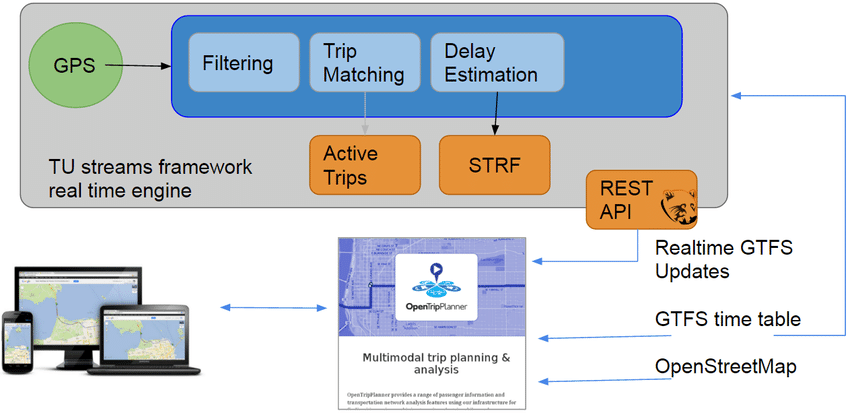 GPS
Filtering
Trip
Matching
Delay
Estimation
Active
Trips
STRF
TU streams framework
real time engine
REST
API
Realtime GTFS
Updates
OpenTripPlanner
GTFS time table
OpenStreetMap
Multimodal trip planning &
analysis
OpenTripPlanner provides a range of passenger information and
transportation network analysis features using our infrastructure for